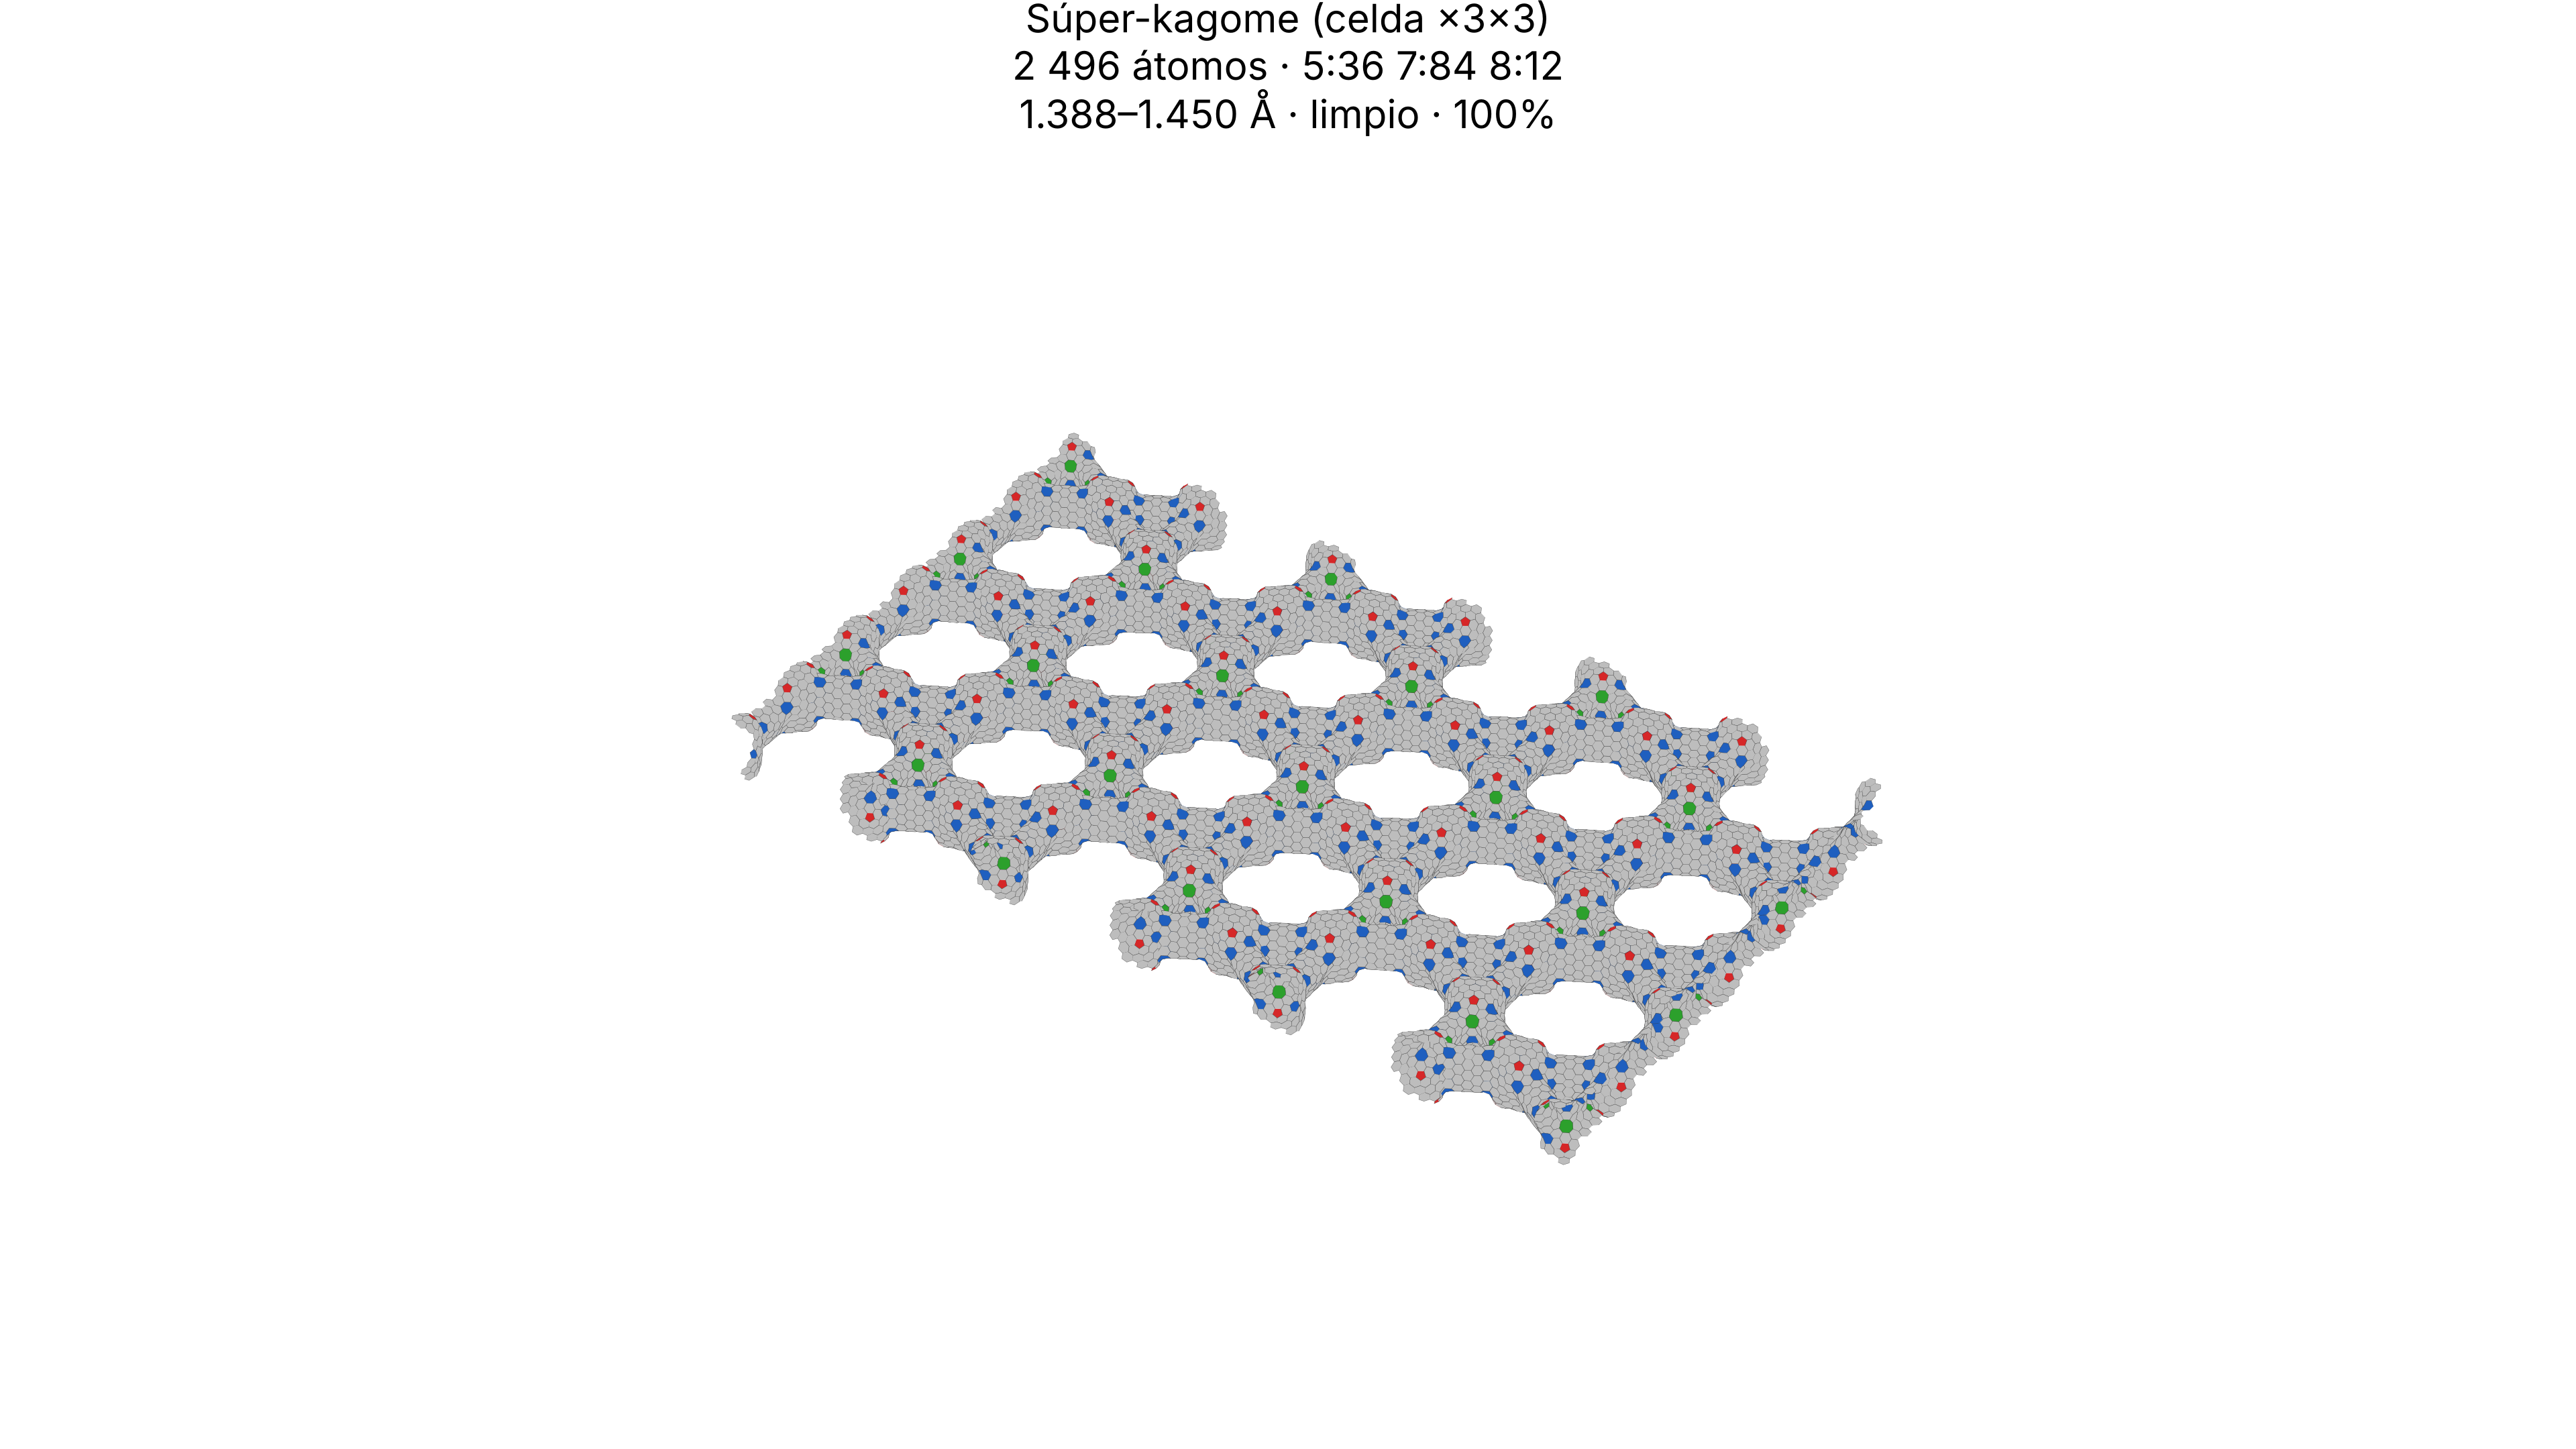 Súper-kagome (celda ×3×3)
2 496 átomos · 5:36 7:84 8:12
1.388–1.450 Å · limpio · 100%